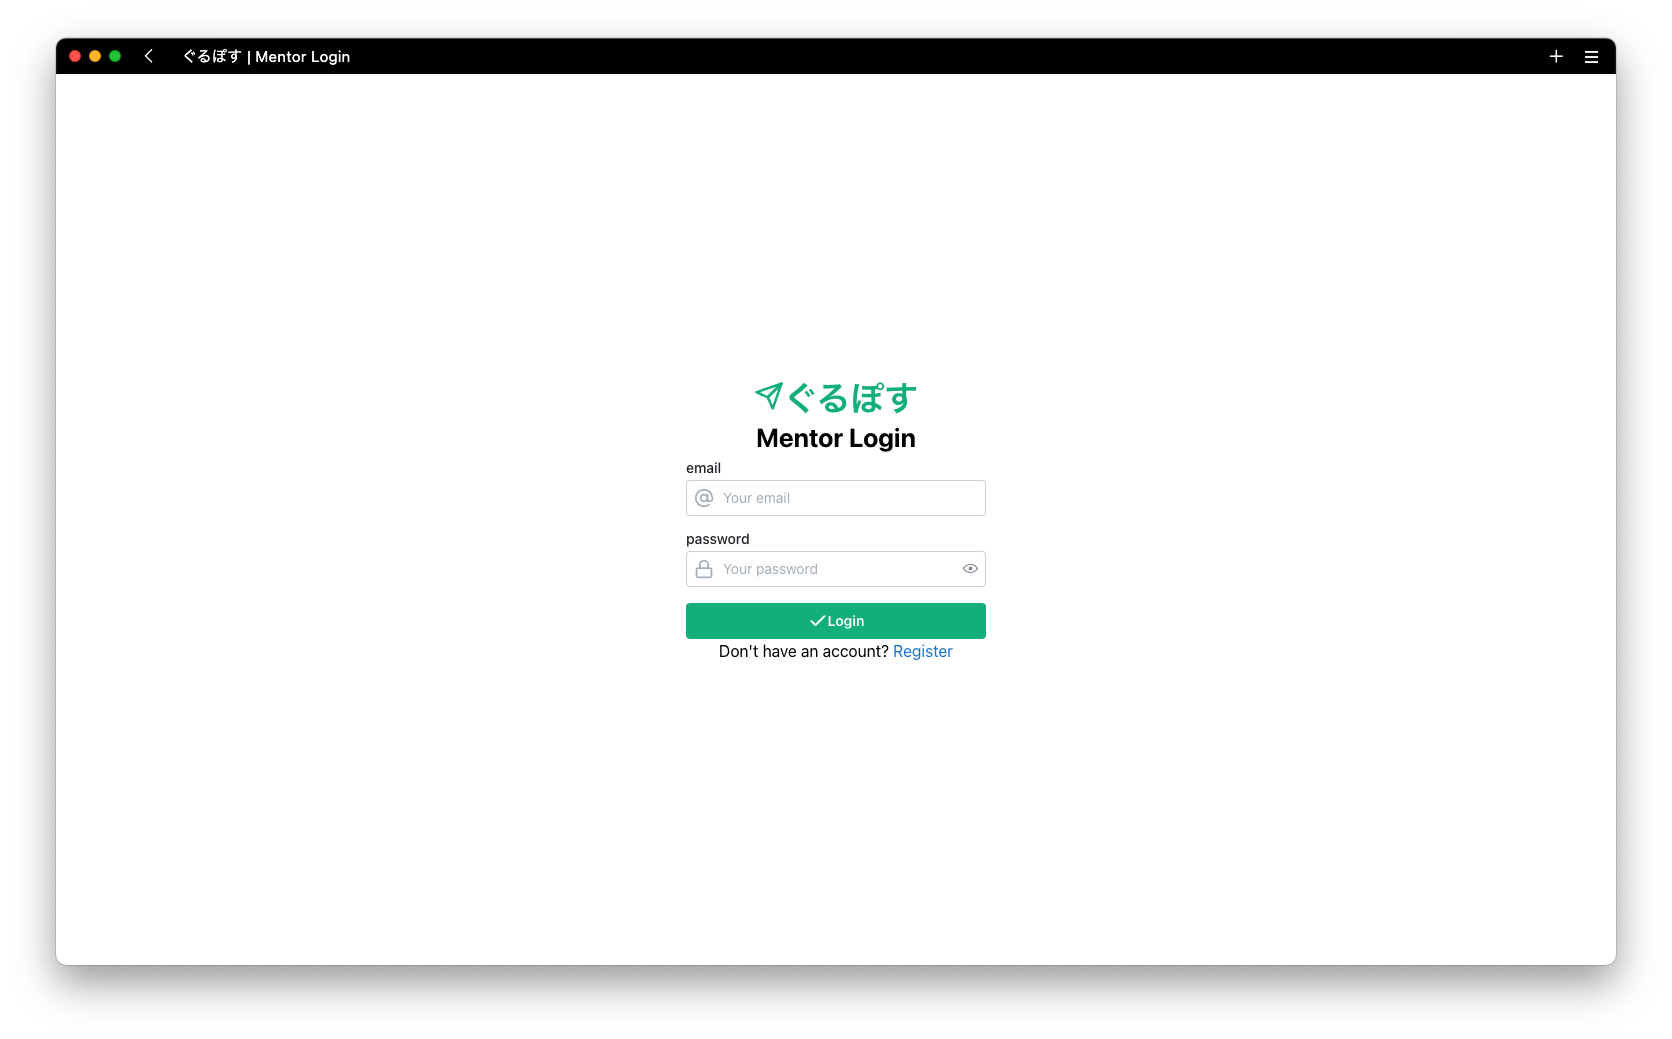 ぐるぽす | Mentor Login
ぐるぽす
Mentor Login
email
Your email
password
Your password
Login
Don't have an account? Register